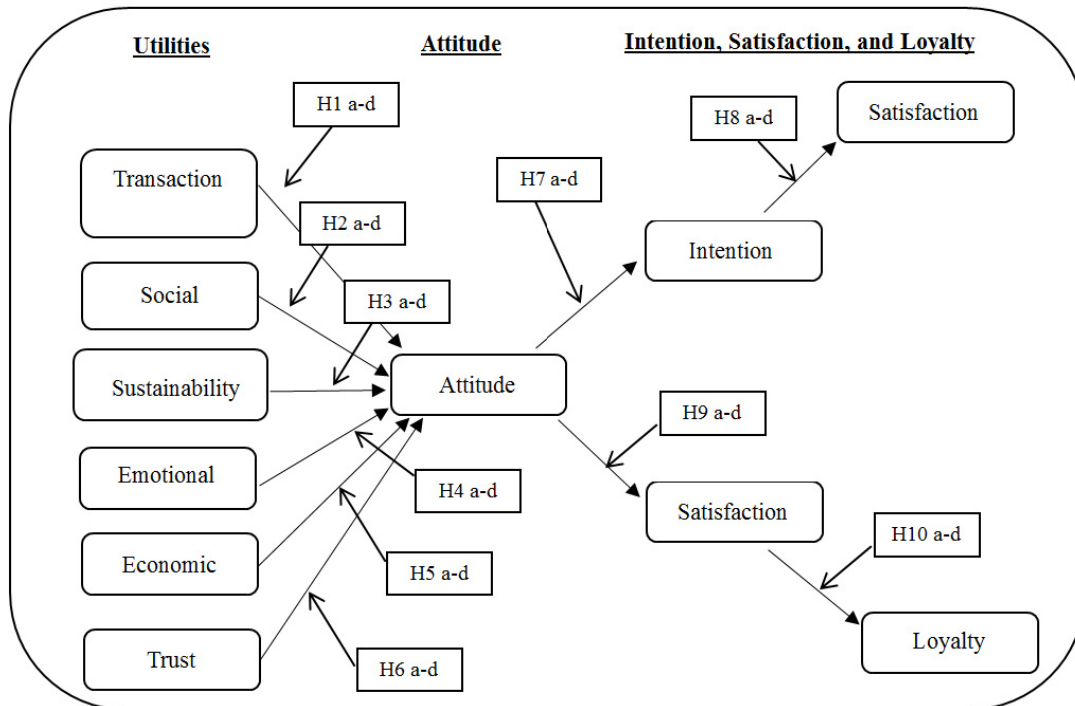 Utilities
Attitude
Intention, Satisfaction, and Loyalty
H1 a-d
H8 a-d
Satisfaction
Transaction
H7 a-d
H2 a-d
Intention
Social
H3 a-d
Sustainability
Attitude
H9 a-d
Emotional
H4 a-d
Satisfaction
H10 a-d
Economic
H5 a-d
Trust
H6 a-d
Loyalty